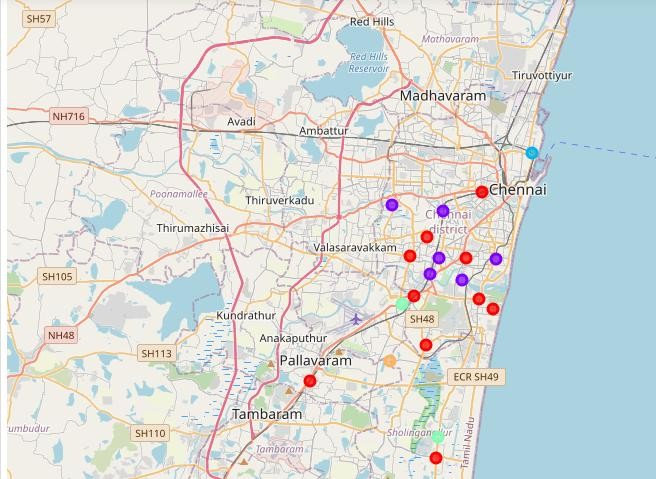 SH57
Red Hills
Mathavaram
Red Hills
Reservoir
Tiruvottiyur
Madhavaram
NH716
Avadi
Ambattur
Poonamallee
Thiruverkadu
Chennai
Chennai
district
Thirumazhisai
Valasaravakkam
SH105
Kundrathur
SH48
NH48
Anakaputhur
SH113
Pallavaram
ECR SH49
Tambaram
umbudur
SH110
Sholinganallur
Tambaram
Tamil Nadu